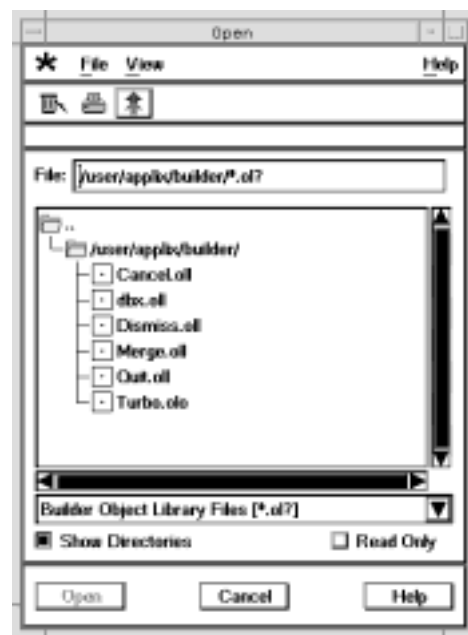 Open
* File View Help
File: /user/applix/builder/*.ol?
..
/user/applix/builder/
Cancel.oll
dbx.oll
Dismiss.oll
Merge.oll
Quit.oll
Turbo.olo
Builder Object Library Files [*.ol?]
Show Directories Read Only
Open Cancel Help